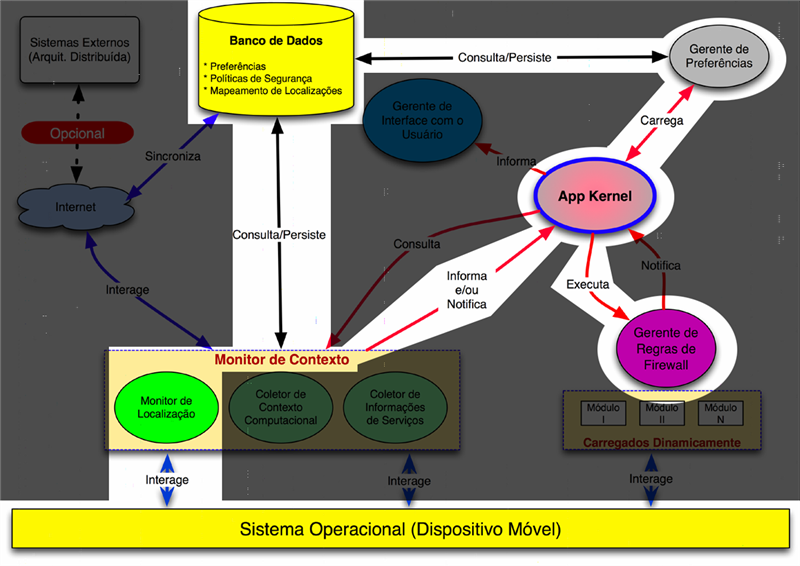 Sistemas Externos
(Arquit. Distribuída)
Opcional
Internet
Sincroniza
Interage
Banco de Dados
* Preferências
* Políticas de Segurança
* Mapeamento de Localizações
Consulta/Persiste
Gerente de
Preferências
Gerente de
Interface com o
Usuário
Informa
Carrega
App Kernel
Consulta/Persiste
Consulta
Informa
e/ou
Notifica
Executa
Notifica
Gerente de
Regras de
Firewall
Monitor de Contexto
Monitor de
Localização
Coletor de
Contexto
Computacional
Coletor de
Informações
de Serviços
Módulo
I
Módulo
II
Módulo
N
Carregados Dinamicamente
Interage
Interage
Interage
Sistema Operacional (Dispositivo Móvel)